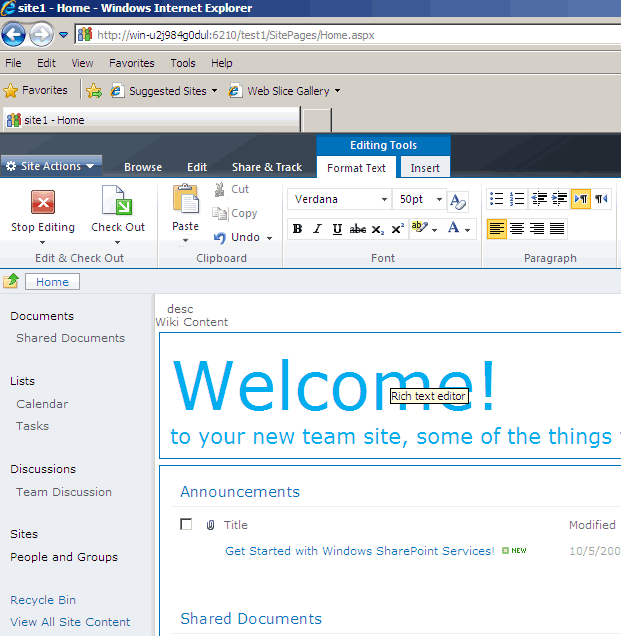 site1 - Home - Windows Internet Explorer
http://win-u2j984g0dul:6210/test1/SitePages/Home.aspx
File Edit View Favorites Tools Help
Favorites Suggested Sites Web Slice Gallery
site1 - Home
Editing Tools
Site Actions Browse Edit Share & Track Format Text Insert
Stop Editing Check Out Paste Cut Copy Undo
Verdana 50pt
B I U abc x2 x2 ab A
Edit & Check Out Clipboard Font Paragraph
Home
desc
Wiki Content
Documents
Shared Documents
Lists
Calendar
Tasks
Discussions
Team Discussion
Sites
People and Groups
Recycle Bin
View All Site Content
Welcome!
Rich text editor
to your new team site, some of the things
Announcements
Title Modified
Get Started with Windows SharePoint Services! NEW 10/5/200
Shared Documents